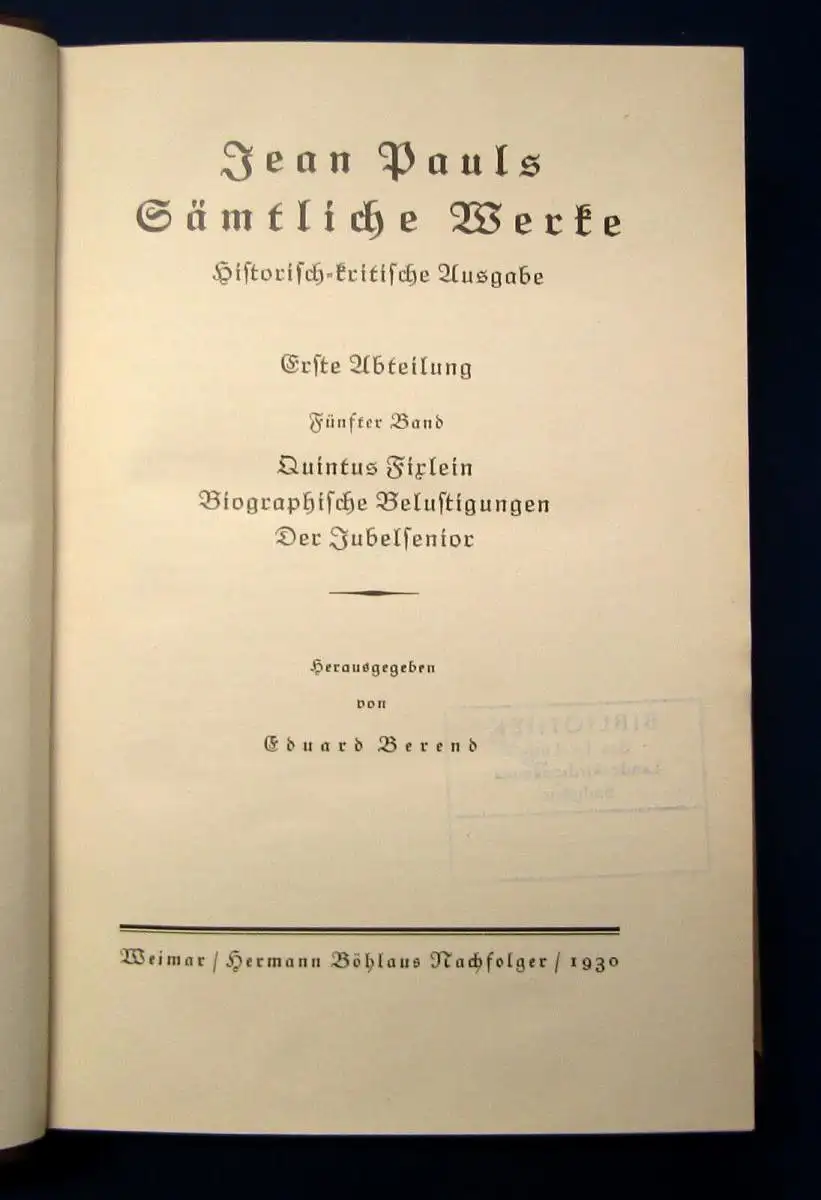 Jean Pauls
Sämtliche Werke
Historisch-kritische Ausgabe
Erste Abteilung
Fünfter Band
Quintus Fixlein
Biographische Belustigungen
Der Jubelsenior
Herausgegeben
von
Eduard Berend
BIBLIOTHEK
Weimar / Hermann Böhlaus Nachfolger / 1930